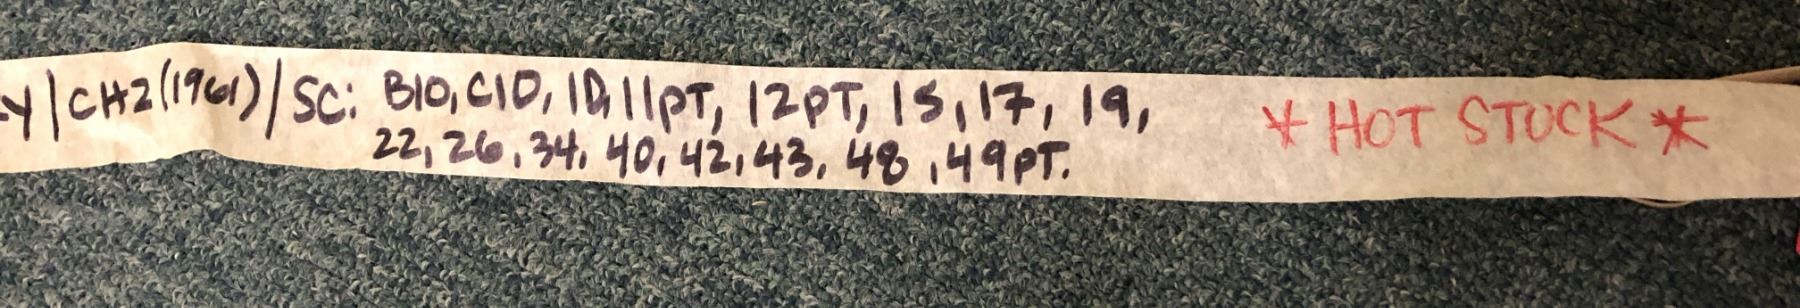 Y | CH2 (1961) / SC: B10, C10, 10, 11PT, 12PT, 15, 17, 19,
22, 26, 34, 40, 42, 43, 48, 49PT.
* HOT STOCK *